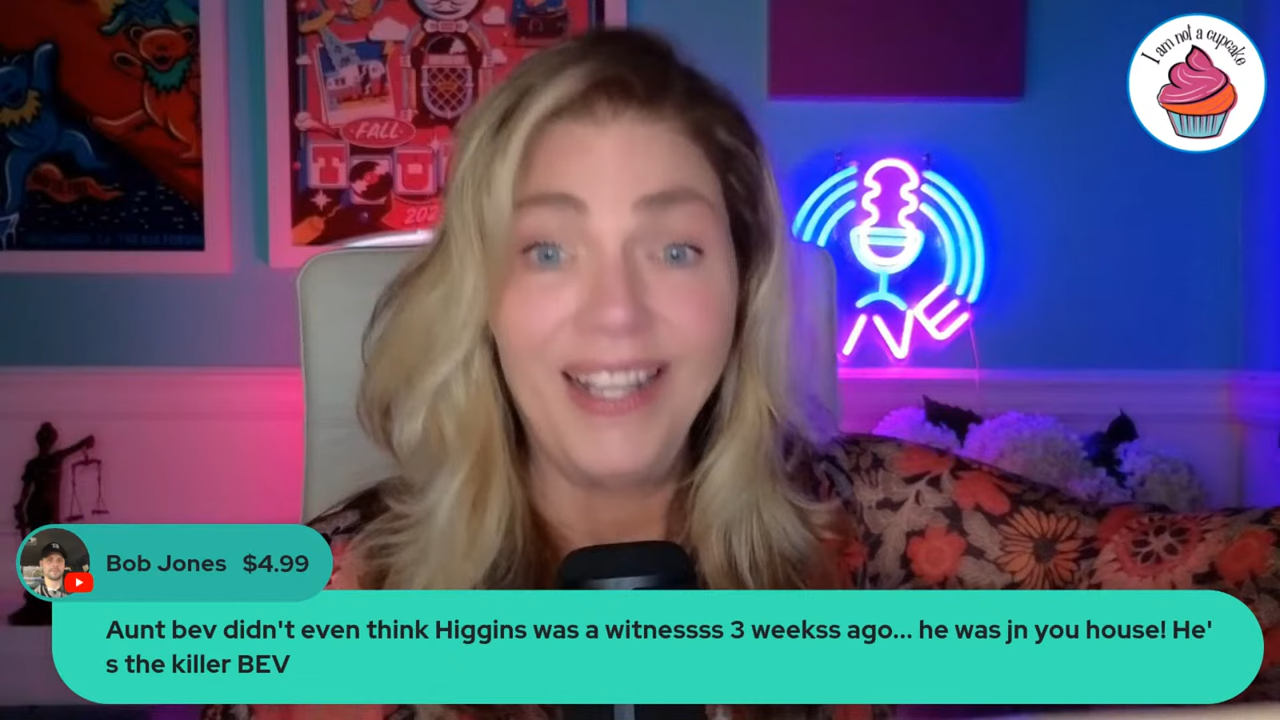 I am not a cupcake
FALL
202
LIVE
Bob Jones $4.99
Aunt bev didn't even think Higgins was a witnessss 3 weekss ago... he was jn you house! He'
s the killer BEV